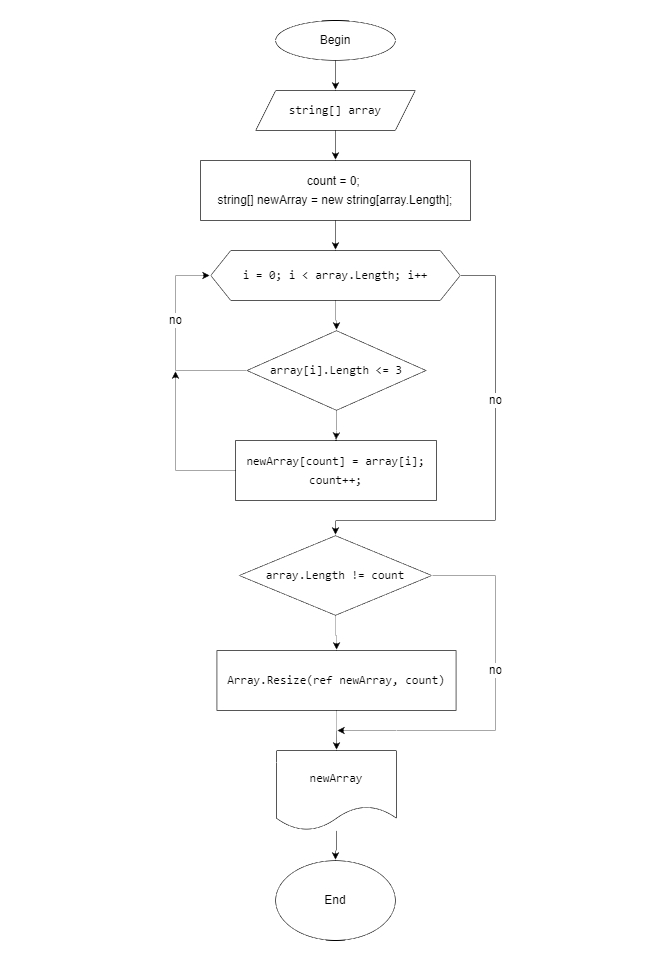 Begin
string[] array
count = 0;
string[] newArray = new string[array.Length];
i = 0; i < array.Length; i++
no
array[i].Length <= 3
no
newArray[count] = array[i];
count++;
array.Length != count
no
Array.Resize(ref newArray, count)
newArray
End